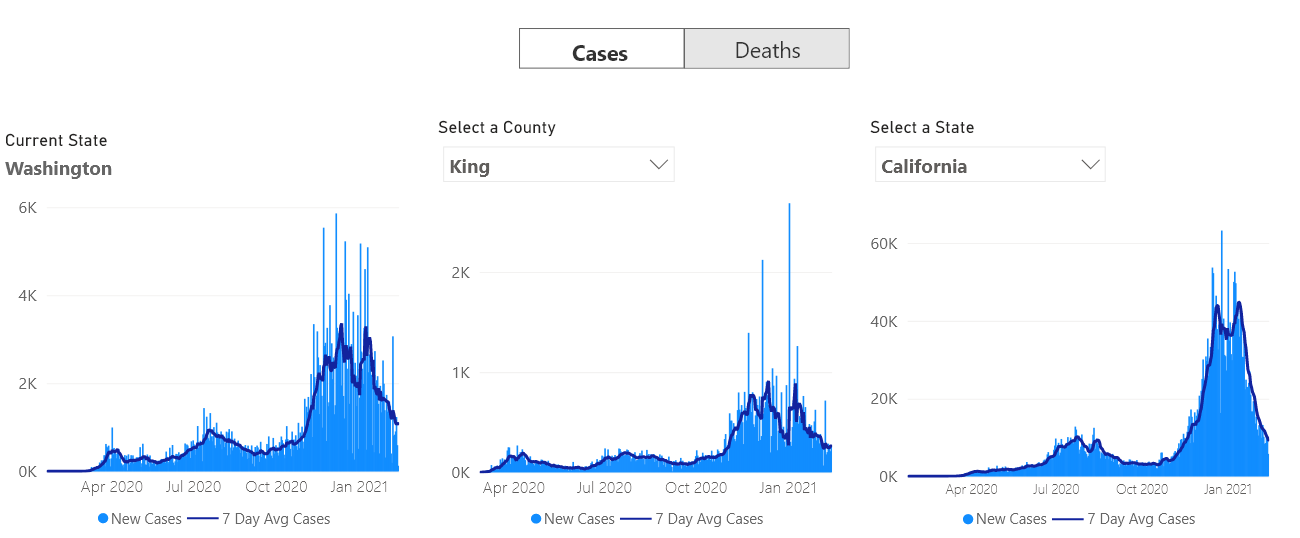 Cases
Deaths
Current State
Washington
6K
4K
2K
0K
Apr 2020 Jul 2020 Oct 2020 Jan 2021
New Cases 7 Day Avg Cases
Select a County
King
2K
1K
0K
Apr 2020 Jul 2020 Oct 2020 Jan 2021
New Cases 7 Day Avg Cases
Select a State
California
60K
40K
20K
0K
Apr 2020 Jul 2020 Oct 2020 Jan 2021
New Cases 7 Day Avg Cases